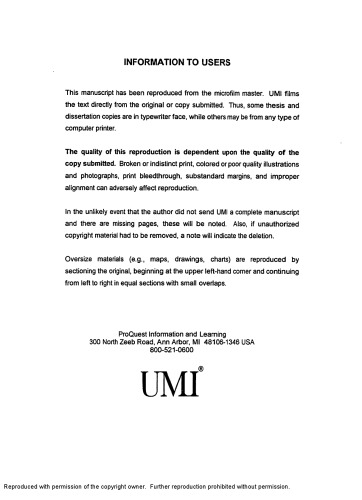 INFORMATION TO USERS
This manuscript has been reproduced from the microfilm master. UMI films
the text directly from the original or copy submitted. Thus, some thesis and
dissertation copies are in typewriter face, while others may be from any type of
computer printer.
The quality of this reproduction is dependent upon the quality of the
copy submitted. Broken or indistinct print, colored or poor quality illustrations
and photographs, print bleedthrough, substandard margins, and improper
alignment can adversely affect reproduction.
In the unlikely event that the author did not send UMI a complete manuscript
and there are missing pages, these will be noted. Also, if unauthorized
copyright material had to be removed, a note will indicate the deletion.
Oversize materials (e.g., maps, drawings, charts) are reproduced by
sectioning the original, beginning at the upper left-hand corner and continuing
from left to right in equal sections with small overlaps.
ProQuest Information and Learning
300 North Zeeb Road, Ann Arbor, MI 48106-1346 USA
800-521-0600
UMI®
Reproduced with permission of the copyright owner. Further reproduction prohibited without permission.